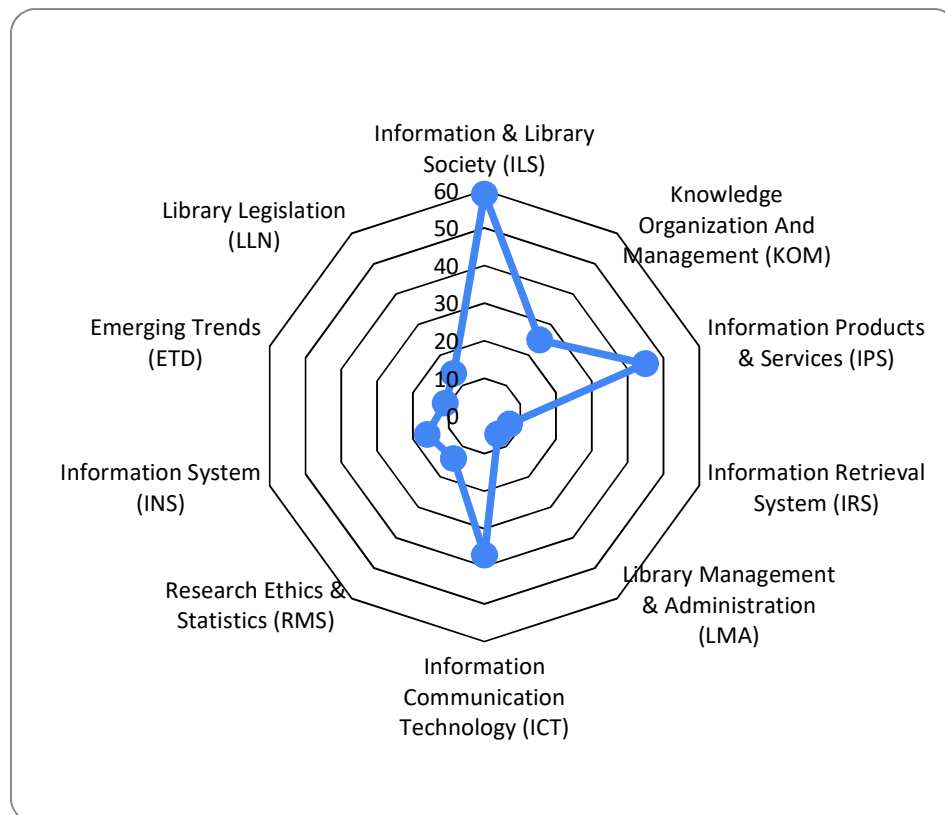 Information & Library
Society (ILS)
Knowledge
Organization And
Management (KOM)
Information Products
& Services (IPS)
Information Retrieval
System (IRS)
Library Management
& Administration
(LMA)
Information
Communication
Technology (ICT)
Research Ethics &
Statistics (RMS)
Information System
(INS)
Emerging Trends
(ETD)
Library Legislation
(LLN)
60
50
40
30
20
10
0